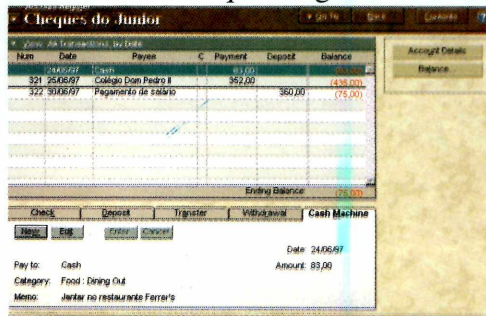 Account Register
Cheques do Junior
Go To Back Contents
View: All Transactions, by Date
Num Date Payee C Payment Deposit Balance
24/06/97 Cash 83,00
321 25/06/97 Colégio Dom Pedro II 352,00 (435,00)
322 30/06/97 Pagamento de salário 360,00 (75,00)
Ending Balance: (75,00)
Account Details
Balance
Check Deposit Transfer Withdrawal Cash Machine
New Edit Enter Cancel
Date: 24/06/97
Pay to: Cash Amount: 83,00
Category: Food : Dining Out
Memo: Jantar no restaurante Ferrer's